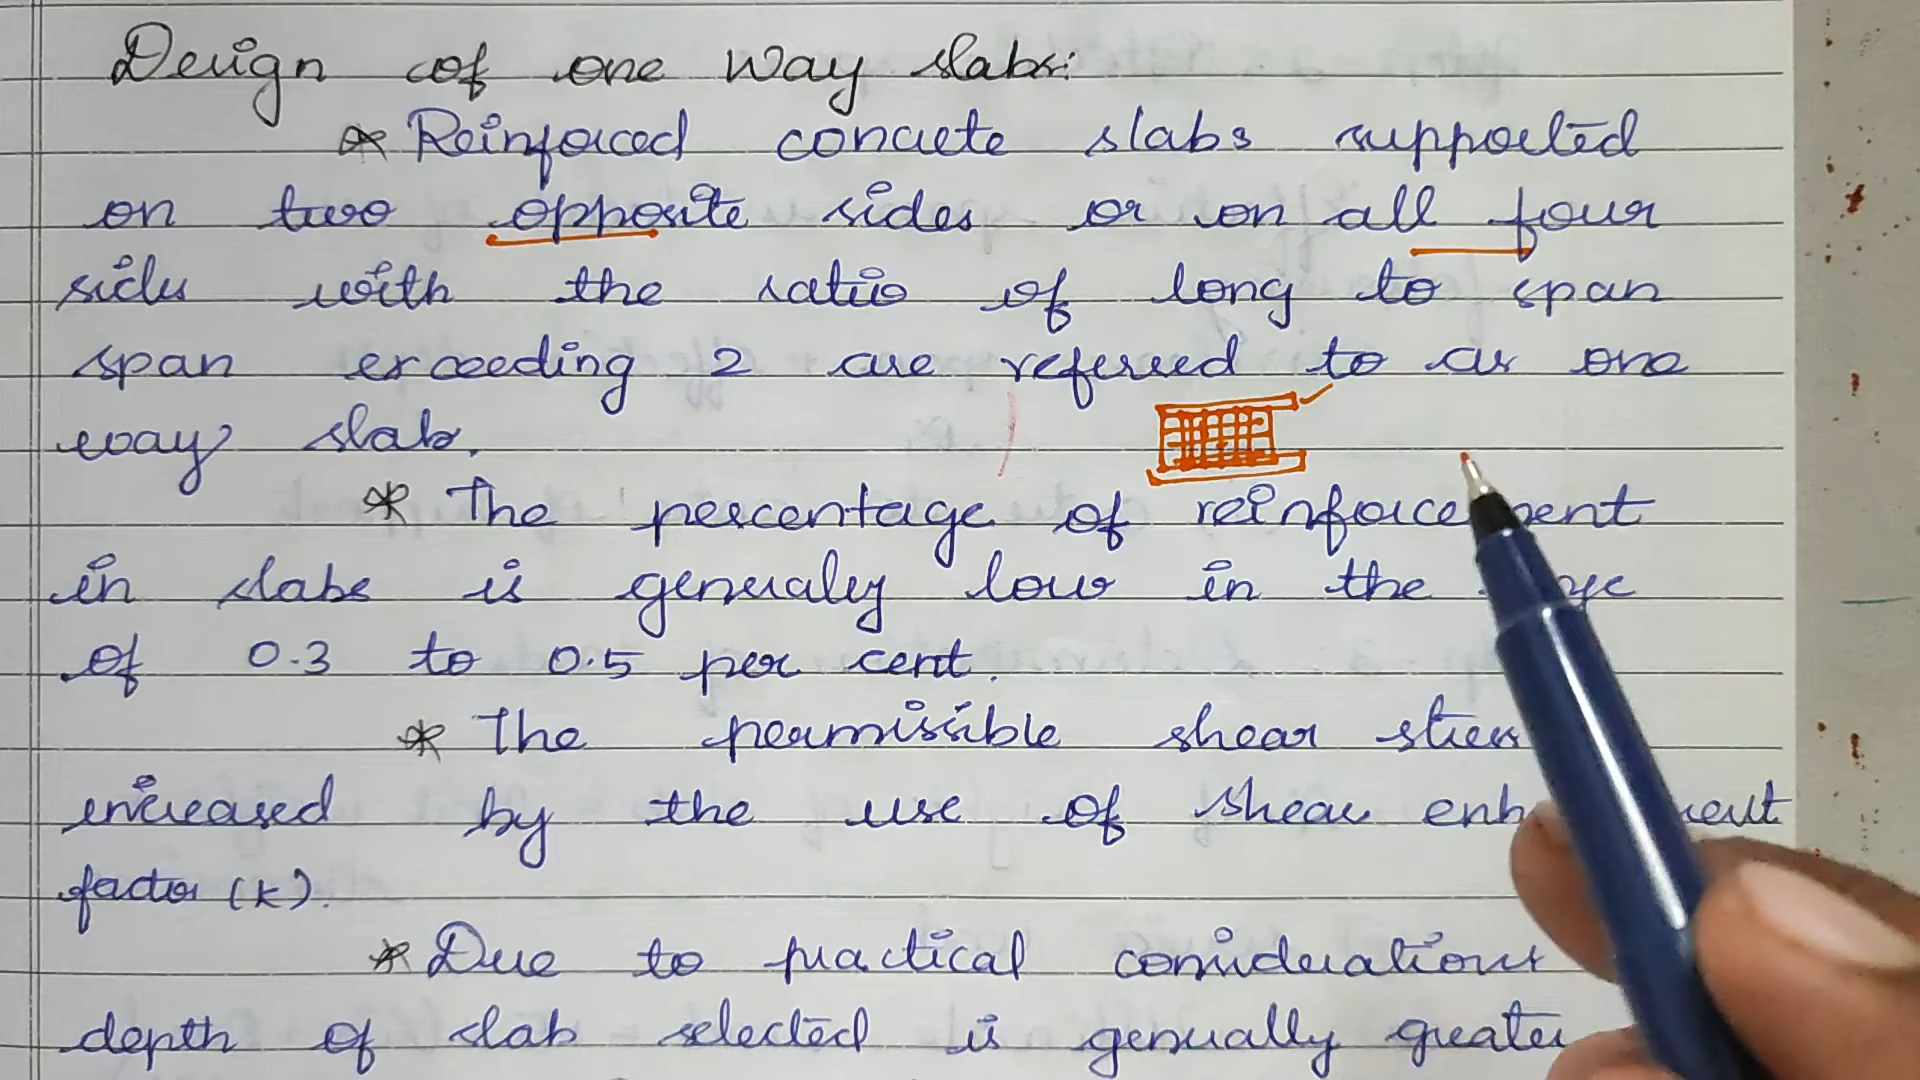 Design of one way slabs:
* Reinforced concrete slabs supported
on two opposite sides or on all four
sides with the ratio of long to span
span exceeding 2 are referred to as one
way slab.
* The percentage of reinforcement
in slabs is generally low in the
of 0.3 to 0.5 per cent.
* The permissible shear stress
increased by the use of shear
factor (k).
* Due to practical considerations
depth of slab selected is generally greater